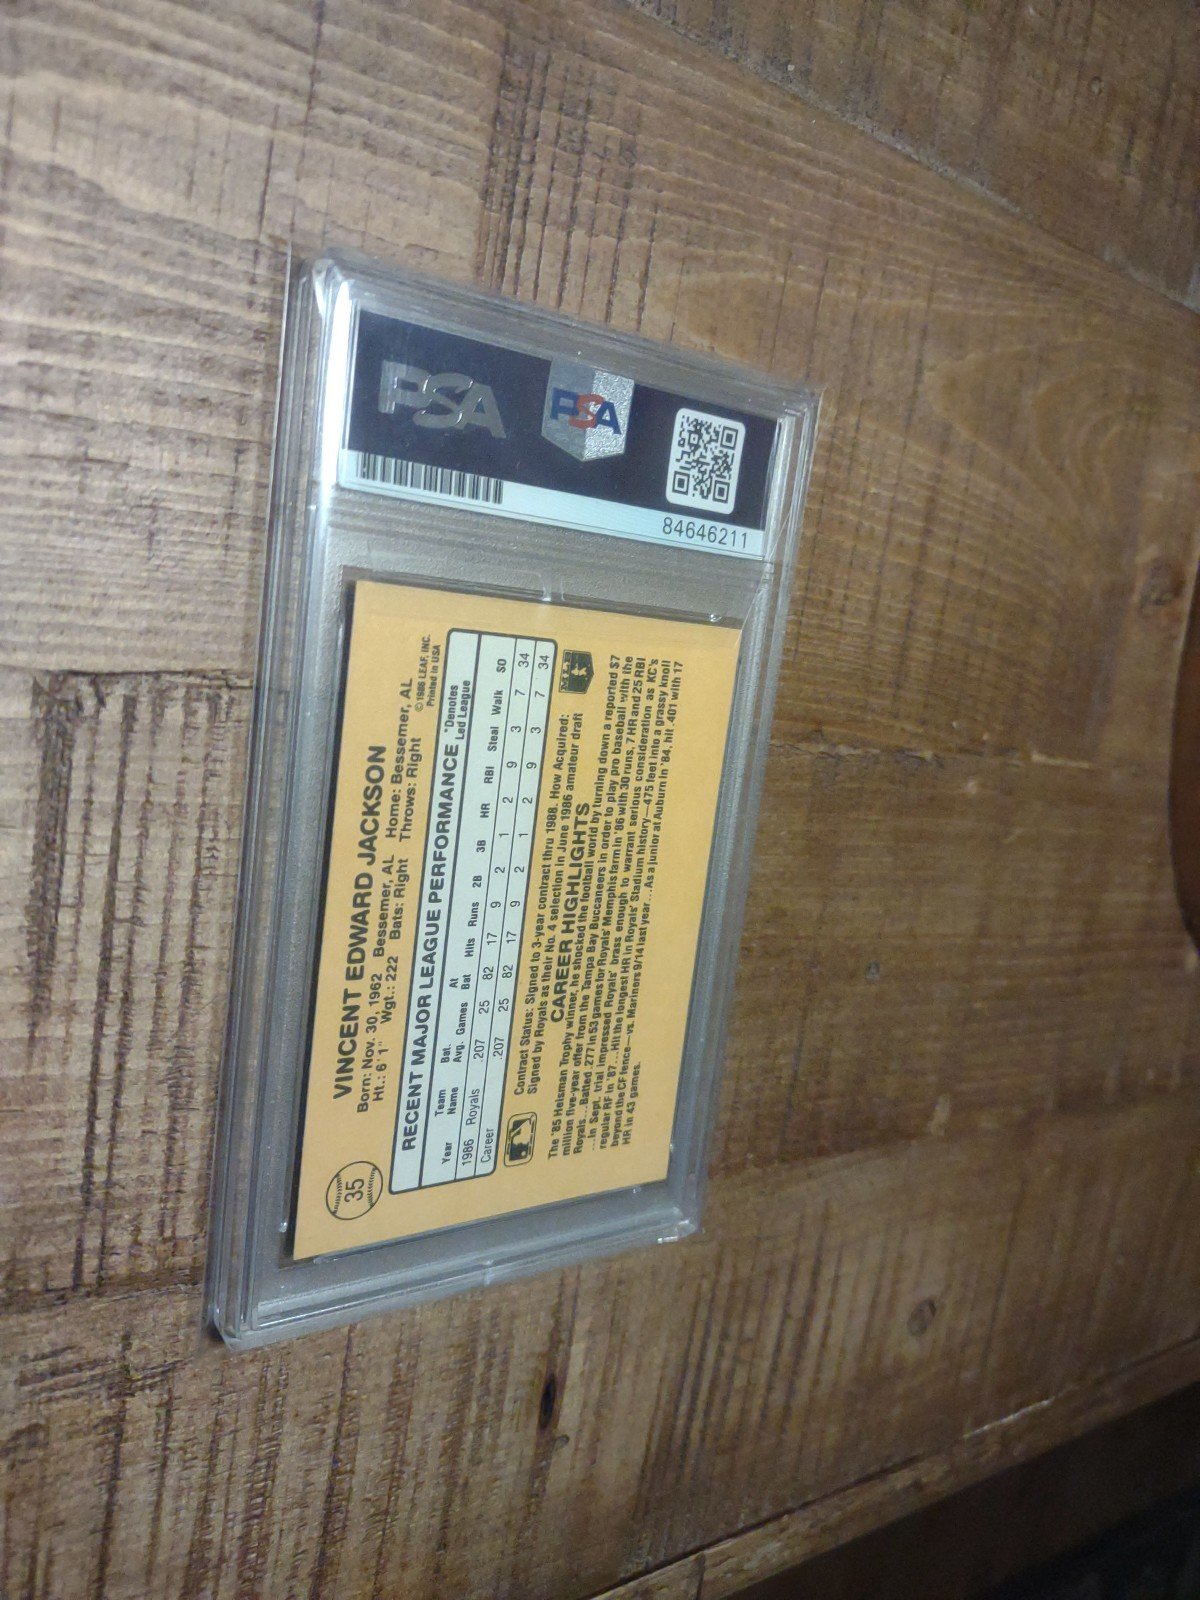 PSA
PSA
84646211
35
VINCENT EDWARD JACKSON
Born: Nov. 30, 1962 Bessemer, AL Home: Bessemer, AL
Ht.: 6'1" Wgt.: 222 Bats: Right Throws: Right
© 1986 LEAF, INC.
Printed in USA
RECENT MAJOR LEAGUE PERFORMANCE *Denotes Led League
Year Team Name Bat. Avg. Games At Bat Hits Runs 2B 3B HR RBI Steal Walk SO
1986 Royals .207 25 82 17 9 2 1 2 9 3 7 34
Career .207 25 82 17 9 2 1 2 9 3 7 34
Contract Status: Signed to 3-year contract thru 1988. How Acquired:
Signed by Royals as their No. 4 selection in June 1986 amateur draft
MLB
CAREER HIGHLIGHTS
The '85 Heisman Trophy winner, he shocked the football world by turning down a reported $7
million five-year offer from the Tampa Bay Buccaneers in order to play pro baseball with the
Royals...Batted .277 in 53 games for Royals' Memphis farm in '86 with 30 runs, 7 HR and 25 RBI
...In Sept. trial impressed Royals' brass enough to warrant serious consideration as KC's
regular RF in '87...Hit the longest HR in Royals' Stadium history—475 feet into a grassy knoll
beyond the CF fence—vs. Mariners 9/14 last year...As a junior at Auburn in '84, hit .401 with 17
HR in 43 games.